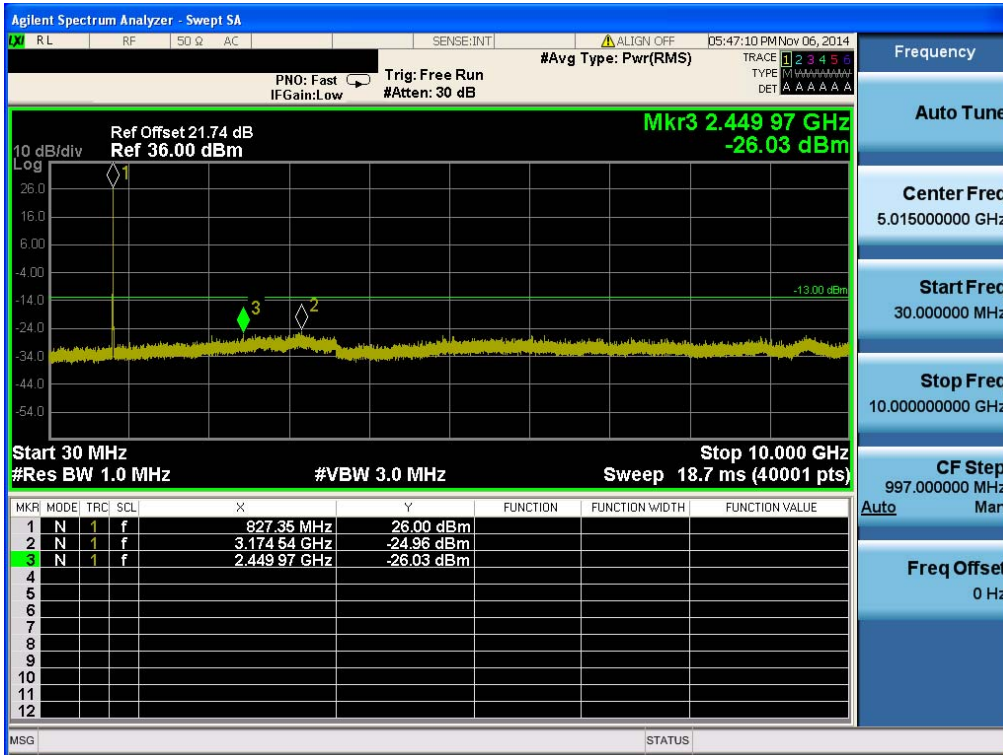 Agilent Spectrum Analyzer - Swept SA
LXI RL RF 50 Ω AC SENSE:INT ALIGN OFF 05:47:10 PM Nov 06, 2014
#Avg Type: Pwr(RMS) TRACE 1 2 3 4 5 6
PNO: Fast Trig: Free Run TYPE M
IFGain:Low #Atten: 30 dB DET A A A A A A
Mkr3 2.449 97 GHz
-26.03 dBm
Ref Offset 21.74 dB
10 dB/div Ref 36.00 dBm
Log
1
26.0
16.0
6.00
-4.00
-14.0
-13.00 dBm
3
2
-24.0
-34.0
-44.0
-54.0
Start 30 MHz Stop 10.000 GHz
#Res BW 1.0 MHz #VBW 3.0 MHz Sweep 18.7 ms (40001 pts)
MKR MODE TRC SCL X Y FUNCTION FUNCTION WIDTH FUNCTION VALUE
1 N 1 f 827.35 MHz 26.00 dBm
2 N 1 f 3.174 54 GHz -24.96 dBm
3 N 1 f 2.449 97 GHz -26.03 dBm
4
5
6
7
8
9
10
11
12
MSG STATUS
Frequency
Auto Tune
Center Freq
5.015000000 GHz
Start Freq
30.000000 MHz
Stop Freq
10.000000000 GHz
CF Step
997.000000 MHz
Auto Man
Freq Offset
0 Hz